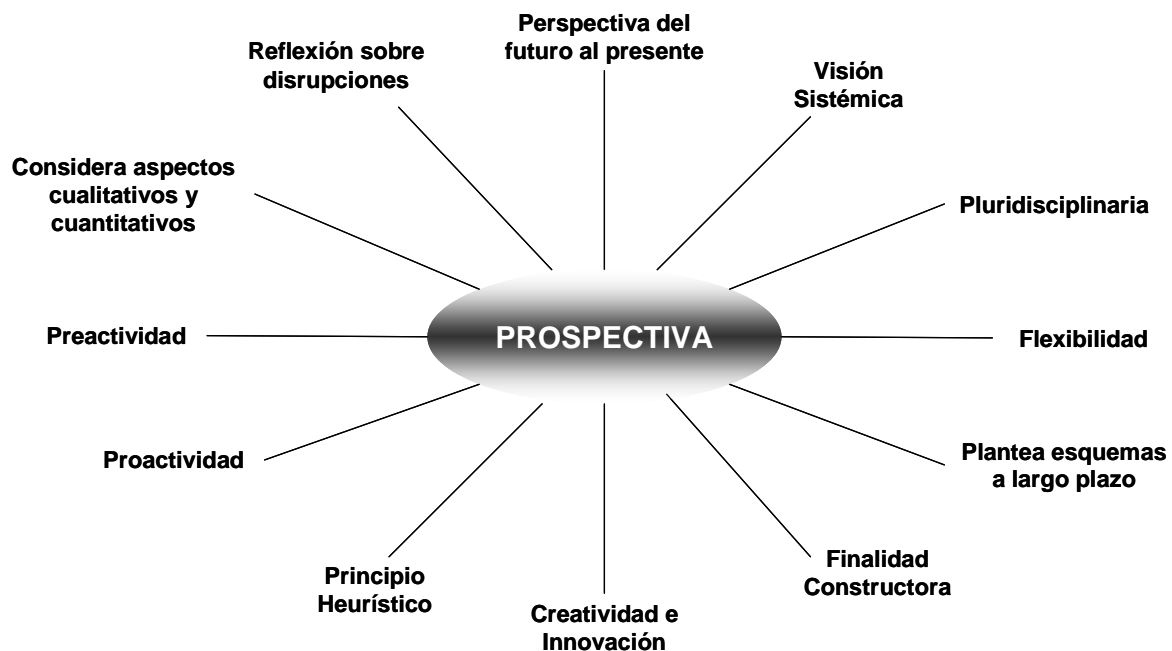 Perspectiva del
futuro al presente
Reflexión sobre
disrupciones
Visión
Sistémica
Considera aspectos
cualitativos y
cuantitativos
Pluridisciplinaria
Preactividad
PROSPECTIVA
Flexibilidad
Proactividad
Plantea esquemas
a largo plazo
Principio
Heurístico
Finalidad
Constructora
Creatividad e
Innovación